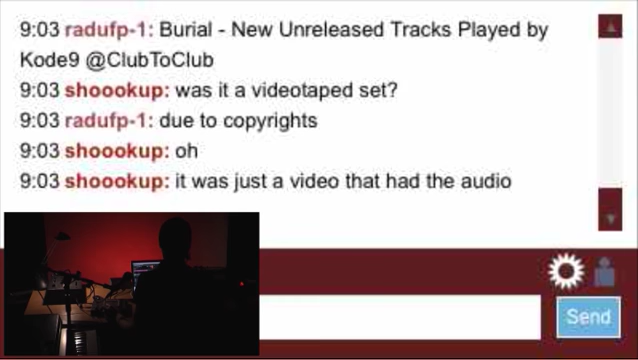 9:03 radufp-1: Burial - New Unreleased Tracks Played by
Kode9 @ClubToClub
9:03 shoookup: was it a videotaped set?
9:03 radufp-1: due to copyrights
9:03 shoookup: oh
9:03 shoookup: it was just a video that had the audio
Send